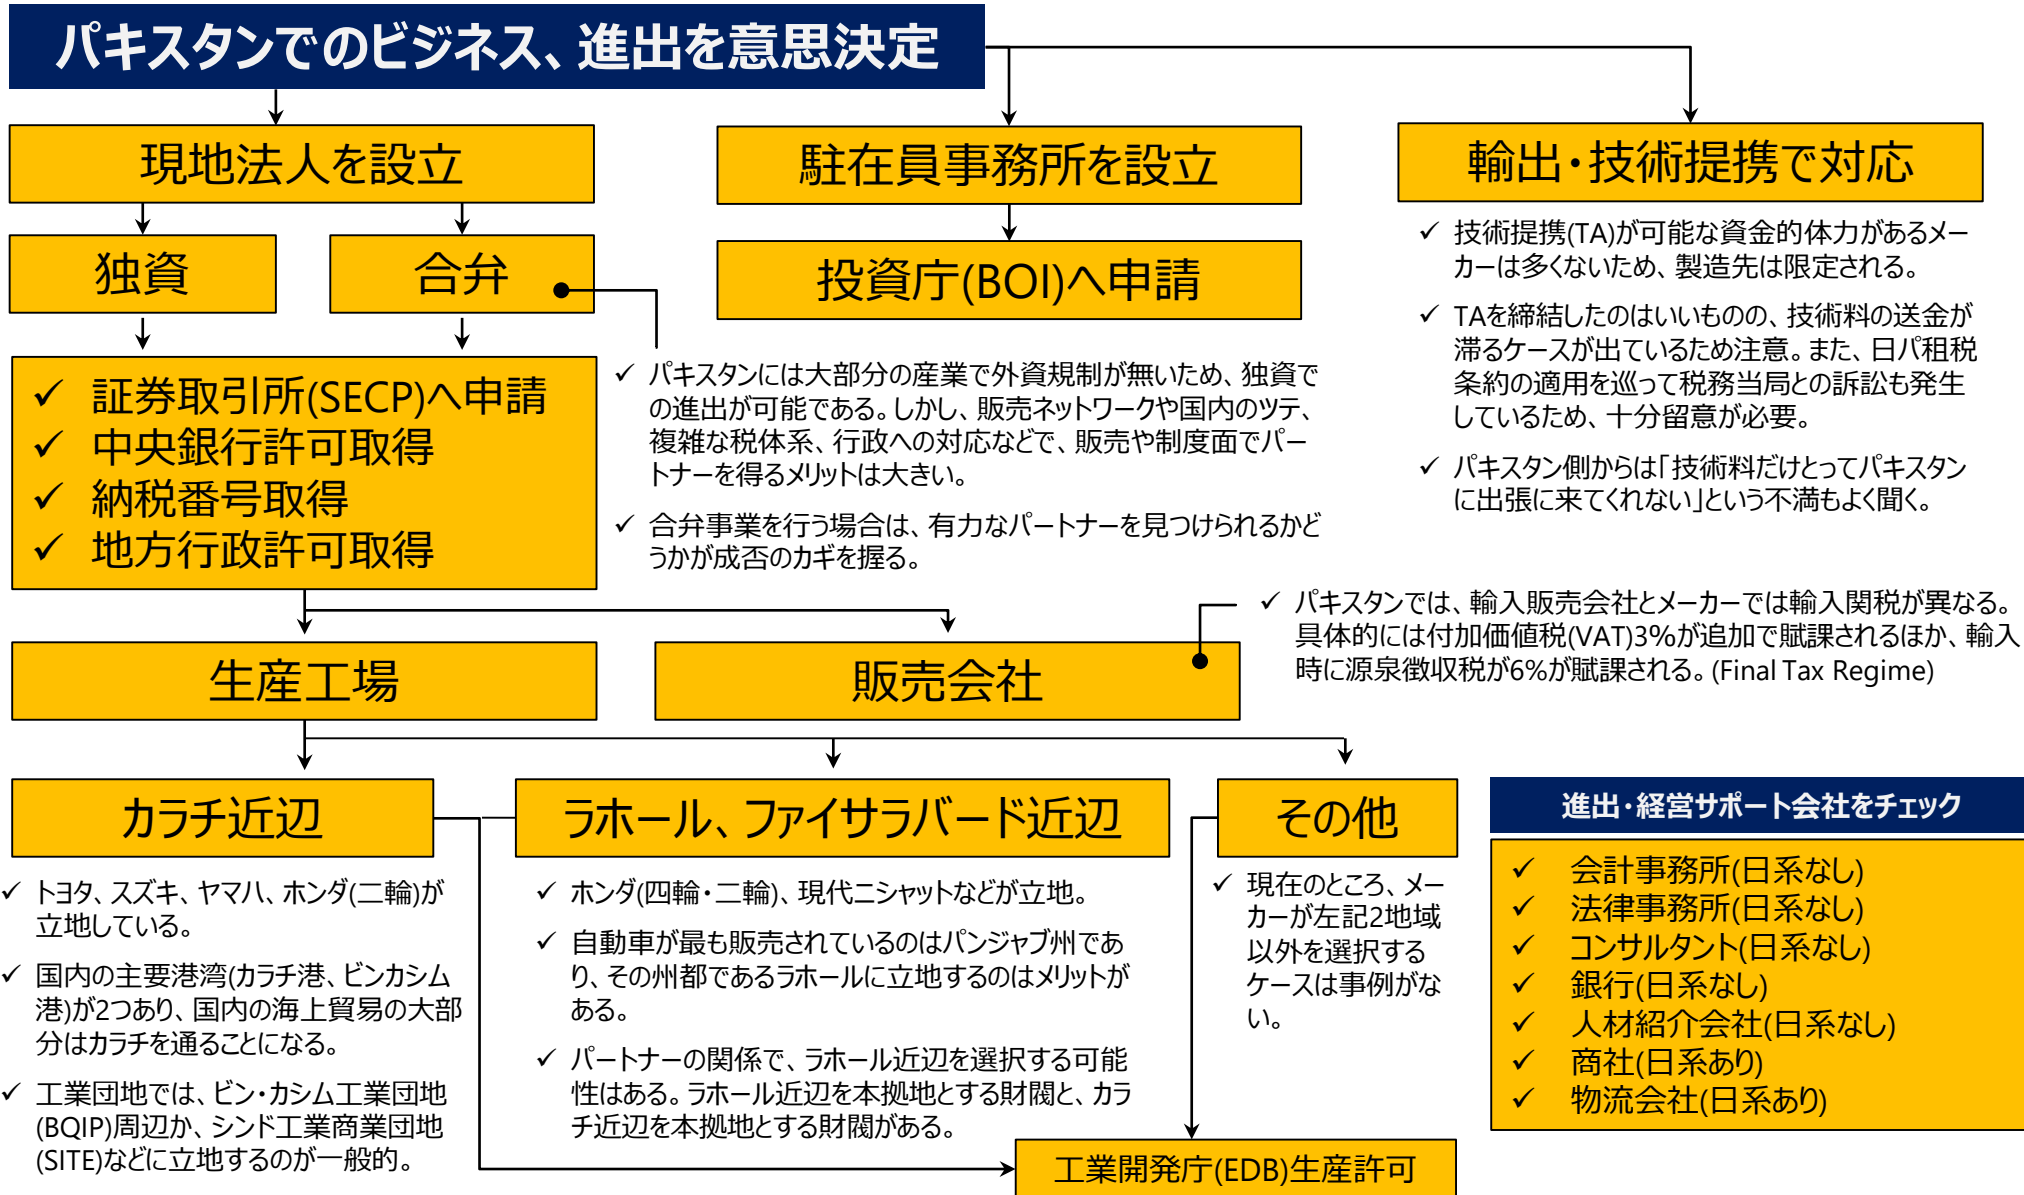 パキスタンでのビジネス、進出を意思決定
現地法人を設立
駐在員事務所を設立
輸出・技術提携で対応
独資
合弁
投資庁(BOI)へ申請
✓ 技術提携(TA)が可能な資金的体力があるメー
カーは多くないため、製造先は限定される。
✓ TAを締結したのはいいものの、技術料の送金が
滞るケースが出ているため注意。また、日パ租税
条約の適用を巡って税務当局との訴訟も発生
しているため、十分留意が必要。
✓ パキスタン側からは「技術料だけとってパキスタン
に出張に来てくれない」という不満もよく聞く。
✓ 証券取引所(SECP)へ申請
✓ 中央銀行許可取得
✓ 納税番号取得
✓ 地方行政許可取得
✓ パキスタンには大部分の産業で外資規制が無いため、独資で
の進出が可能である。しかし、販売ネットワークや国内のツテ、
複雑な税体系、行政への対応などで、販売や制度面でパー
トナーを得るメリットは大きい。
✓ 合弁事業を行う場合は、有力なパートナーを見つけられるかど
うかが成否のカギを握る。
生産工場
販売会社
✓ パキスタンでは、輸入販売会社とメーカーでは輸入関税が異なる。
具体的には付加価値税(VAT)3%が追加で賦課されるほか、輸入
時に源泉徴収税が6%が賦課される。(Final Tax Regime)
カラチ近辺
ラホール、ファイサラバード近辺
その他
✓ トヨタ、スズキ、ヤマハ、ホンダ(二輪)が
立地している。
✓ 国内の主要港湾(カラチ港、ビンカシム
港)が2つあり、国内の海上貿易の大部
分はカラチを通ることになる。
✓ 工業団地では、ビン・カシム工業団地
(BQIP)周辺か、シンド工業商業団地
(SITE)などに立地するのが一般的。
✓ ホンダ(四輪・二輪)、現代ニシャットなどが立地。
✓ 自動車が最も販売されているのはパンジャブ州であ
り、その州都であるラホールに立地するのはメリットが
ある。
✓ パートナーの関係で、ラホール近辺を選択する可能
性はある。ラホール近辺を本拠地とする財閥と、カラ
チ近辺を本拠地とする財閥がある。
✓ 現在のところ、メー
カーが左記2地域
以外を選択する
ケースは事例がな
い。
工業開発庁(EDB)生産許可
進出・経営サポート会社をチェック
✓ 会計事務所(日系なし)
✓ 法律事務所(日系なし)
✓ コンサルタント(日系なし)
✓ 銀行(日系なし)
✓ 人材紹介会社(日系なし)
✓ 商社(日系あり)
✓ 物流会社(日系あり)